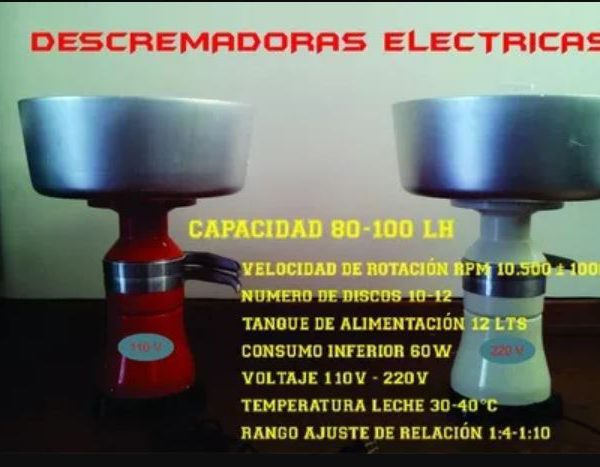 DESCREMADORAS ELECTRICAS
CAPACIDAD 80-100 LH
VELOCIDAD DE ROTACIÓN RPM 10.500 ± 100
NUMERO DE DISCOS 10-12
TANQUE DE ALIMENTACIÓN 12 LTS
CONSUMO INFERIOR 60W
110 V
220 V
VOLTAJE 110V - 220V
TEMPERATURA LECHE 30-40°C
RANGO AJUSTE DE RELACIÓN 1:4-1:10